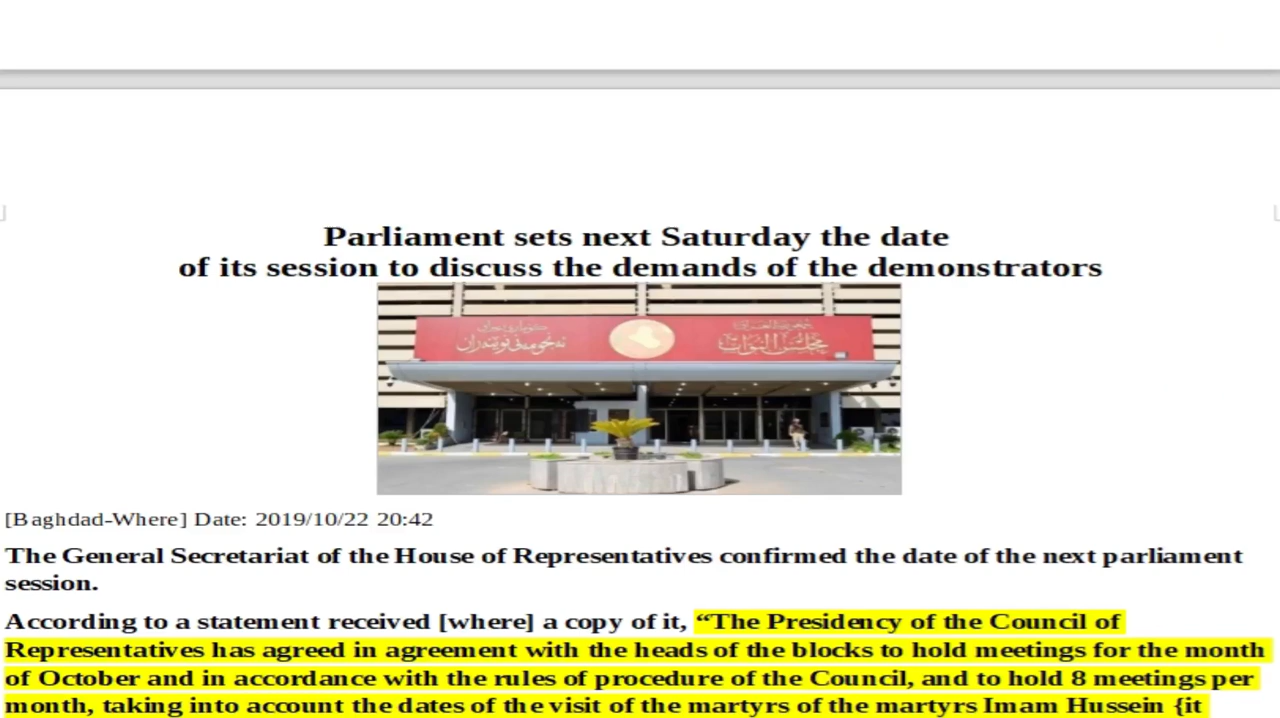 Parliament sets next Saturday the date
of its session to discuss the demands of the demonstrators
مجلس النواب
[Baghdad-Where] Date: 2019/10/22 20:42
The General Secretariat of the House of Representatives confirmed the date of the next parliament
session.
According to a statement received [where] a copy of it, “The Presidency of the Council of
Representatives has agreed in agreement with the heads of the blocks to hold meetings for the month
of October and in accordance with the rules of procedure of the Council, and to hold 8 meetings per
month, taking into account the dates of the visit of the martyrs of the martyrs Imam Hussein {it